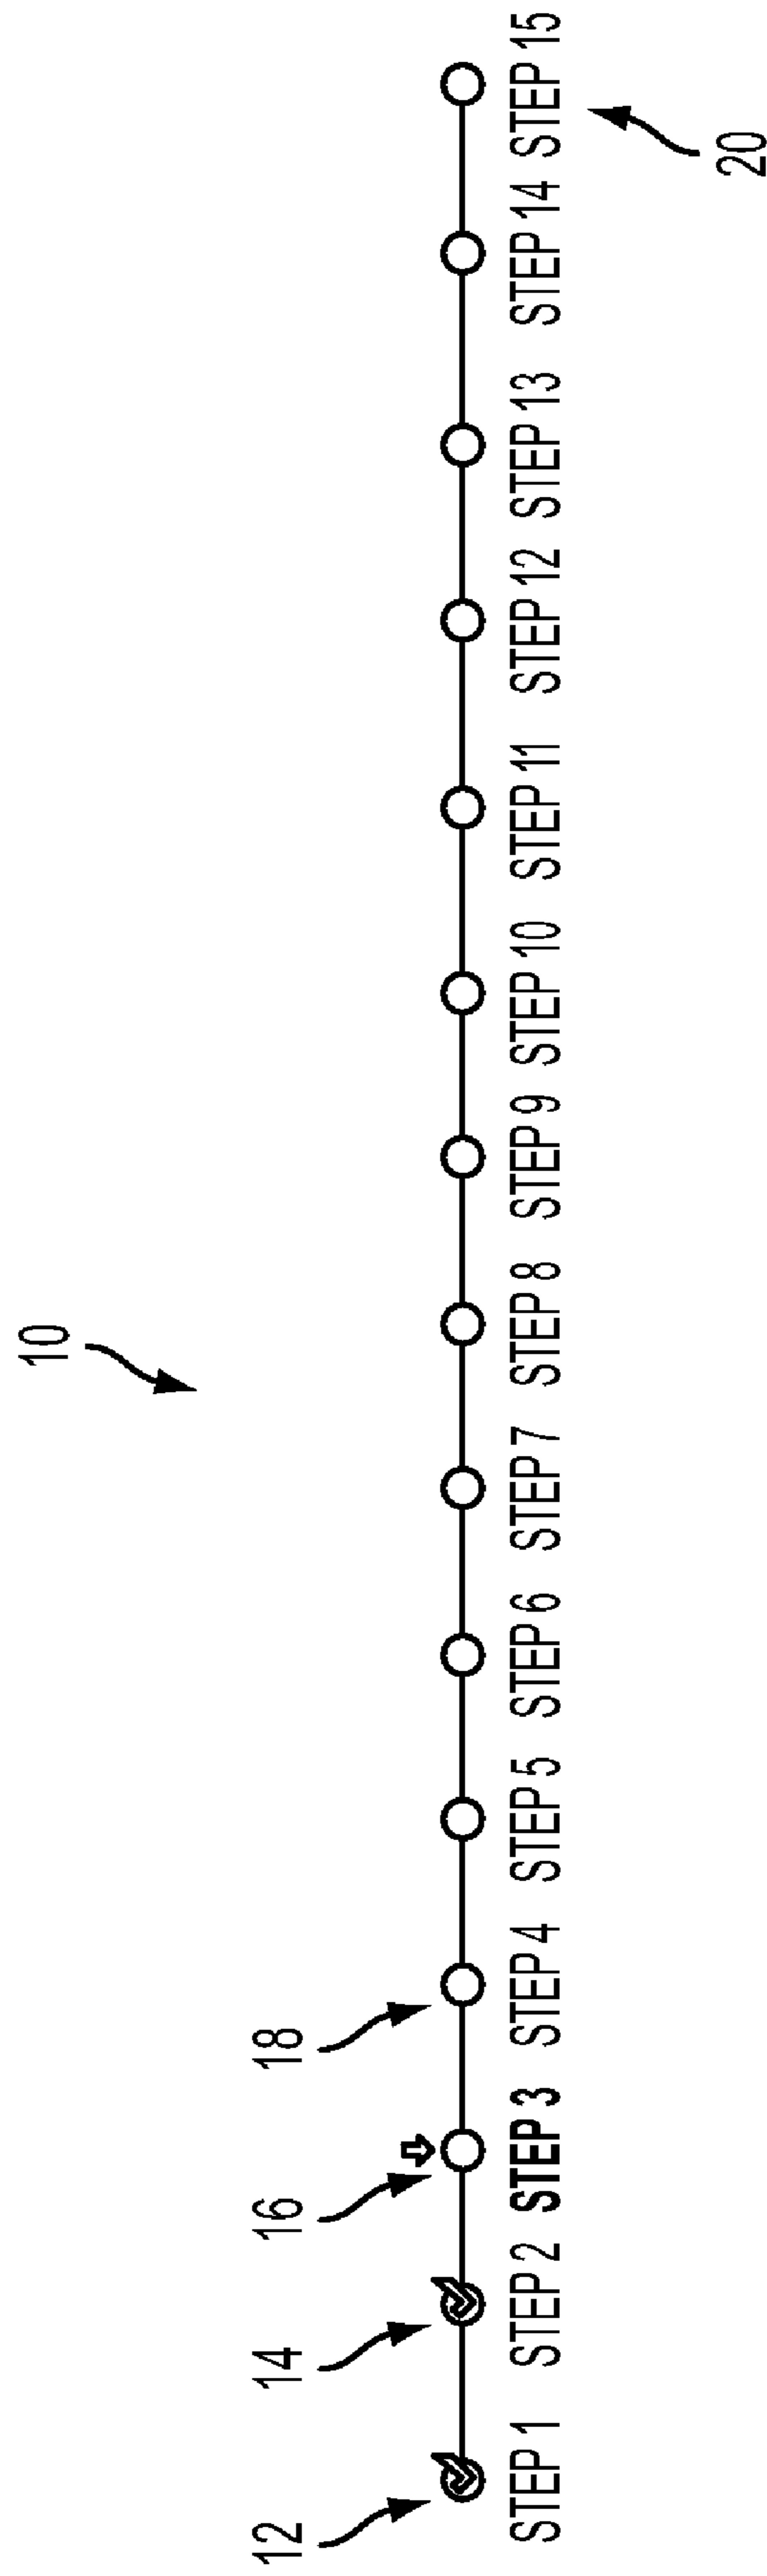 10
12
14
16
18
STEP 1
STEP 2
STEP 3
STEP 4
STEP 5
STEP 6
STEP 7
STEP 8
STEP 9
STEP 10
STEP 11
STEP 12
STEP 13
STEP 14
STEP 15
20